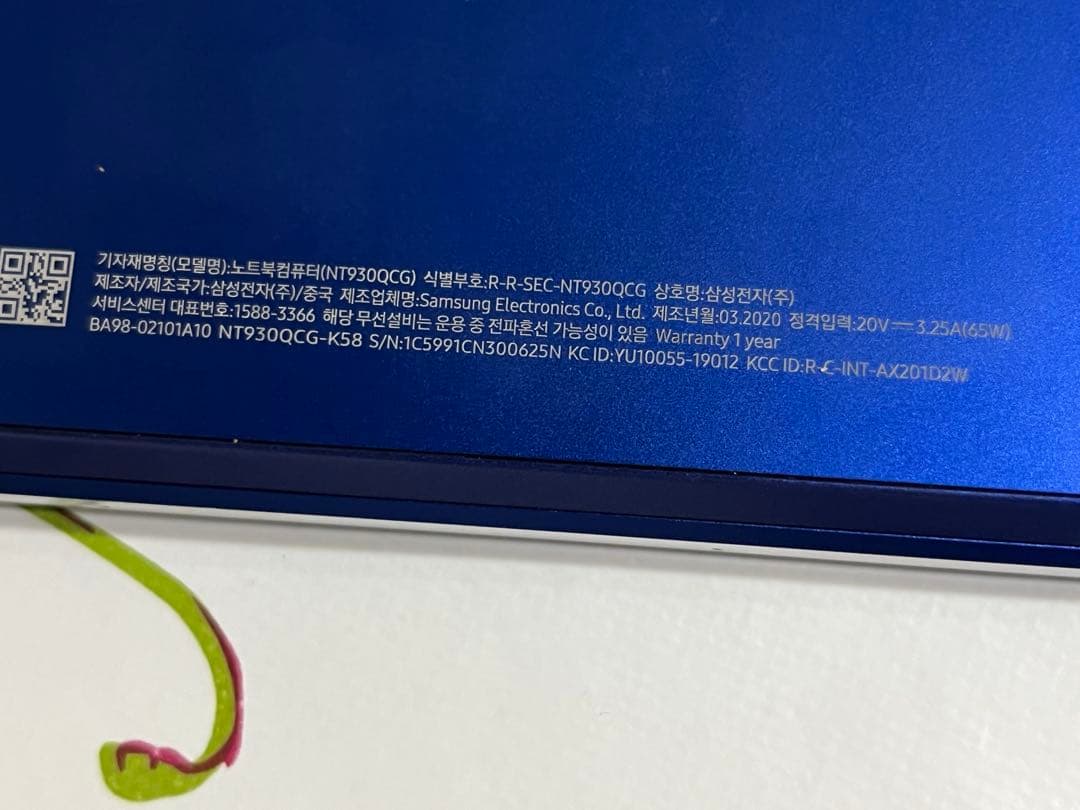 기자재명칭(모델명):노트북컴퓨터(NT930QCG) 식별부호:R-R-SEC-NT930QCG 상호명:삼성전자(주)
제조자/제조국가:삼성전자(주)/중국 제조업체명:Samsung Electronics Co., Ltd. 제조년월:03.2020 정격입력:20V⎓3.25A(65W)
서비스센터 대표번호:1588-3366 해당 무선설비는 운용 중 전파혼선 가능성이 있음 Warranty 1 year
BA98-02101A10 NT930QCG-K58 S/N:1C5991CN300625N KC ID:YU10055-19012 KCC ID:R-C-INT-AX201D2W